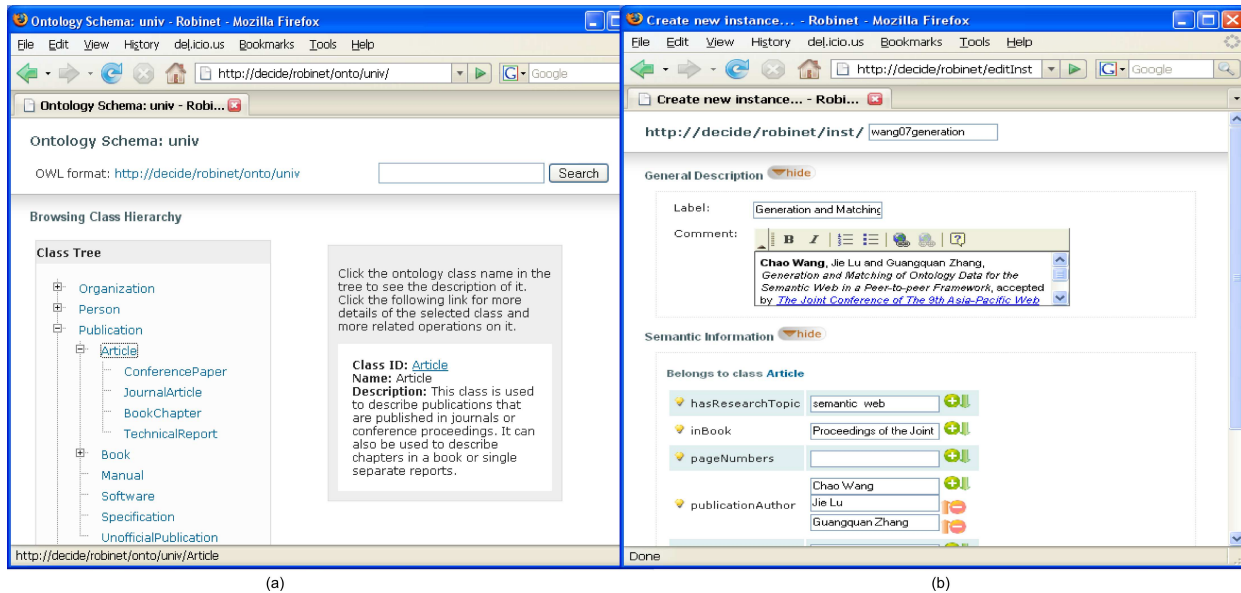 Ontology Schema: univ - Robinet - Mozilla Firefox
File Edit View History del.icio.us Bookmarks Tools Help
http://decide/robinet/onto/univ/
G Google
Ontology Schema: univ - Robi...
Ontology Schema: univ
OWL format: http://decide/robinet/onto/univ
Search
Browsing Class Hierarchy
Class Tree
Organization
Person
Publication
Article
ConferencePaper
JournalArticle
BookChapter
TechnicalReport
Book
Manual
Software
Specification
UnofficialPublication
Click the ontology class name in the
tree to see the description of it.
Click the following link for more
details of the selected class and
more related operations on it.
Class ID: Article
Name: Article
Description: This class is used
to describe publications that
are published in journals or
conference proceedings. It can
also be used to describe
chapters in a book or single
separate reports.
http://decide/robinet/onto/univ/Article
(a)
Create new instance... - Robinet - Mozilla Firefox
File Edit View History del.icio.us Bookmarks Tools Help
http://decide/robinet/editInst
G Google
Create new instance... - Robi...
http://decide/robinet/inst/ wang07generation
General Description hide
Label: Generation and Matching
Comment:
B I
Chao Wang, Jie Lu and Guangquan Zhang,
Generation and Matching of Ontology Data for the
Semantic Web in a Peer-to-peer Framework, accepted
by The Joint Conference of The 9th Asia-Pacific Web
Semantic Information hide
Belongs to class Article
hasResearchTopic semantic web
inBook Proceedings of the Joint
pageNumbers
publicationAuthor
Chao Wang
Jie Lu
Guangquan Zhang
Done
(b)